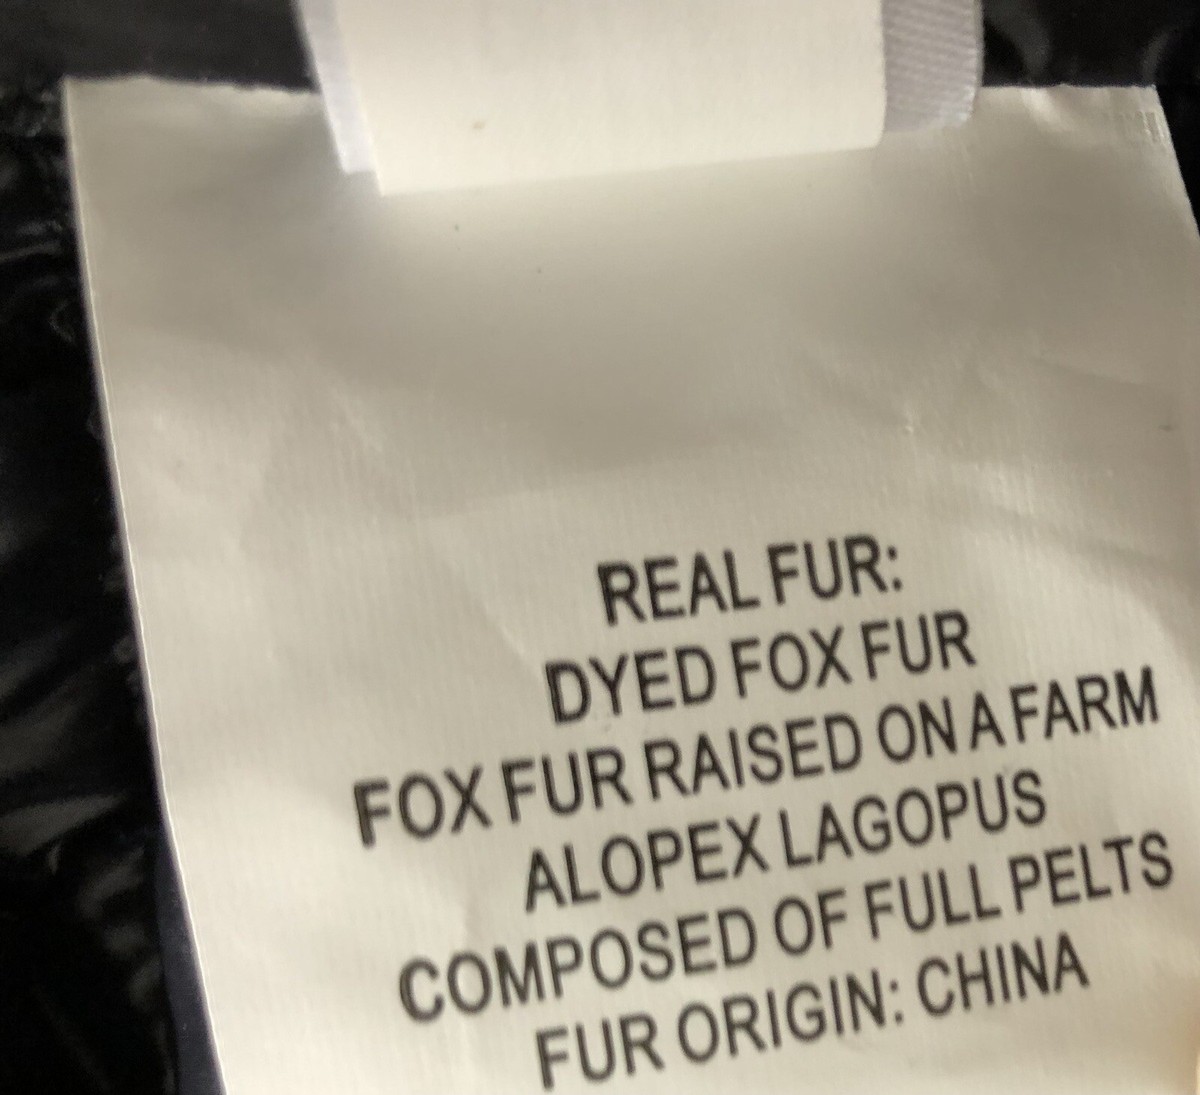 REAL FUR:
DYED FOX FUR
FOX FUR RAISED ON A FARM
ALOPEX LAGOPUS
COMPOSED OF FULL PELTS
FUR ORIGIN: CHINA